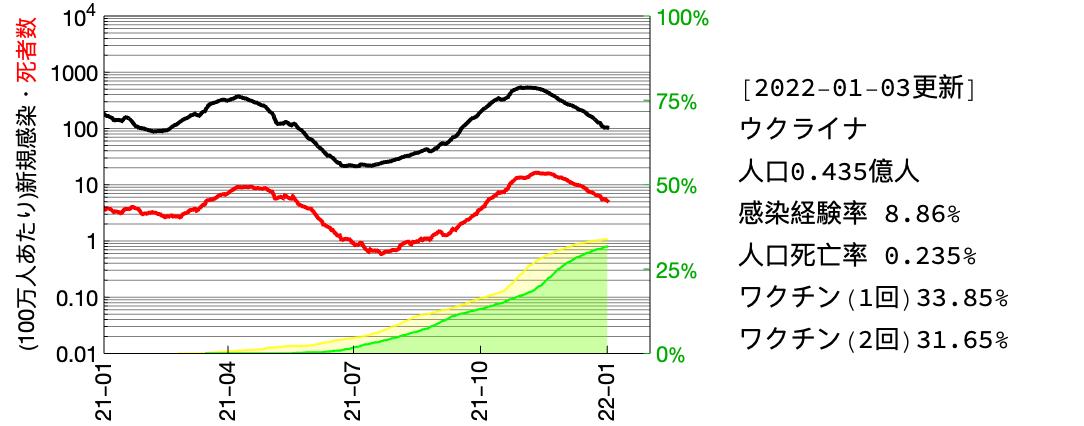 (100万人あたり)新規感染・死者数
10^4
1000
100
10
1
0.10
0.01
100%
75%
50%
25%
0%
21-01
21-04
21-07
21-10
22-01
[2022-01-03更新]
ウクライナ
人口0.435億人
感染経験率 8.86%
人口死亡率 0.235%
ワクチン(1回)33.85%
ワクチン(2回)31.65%